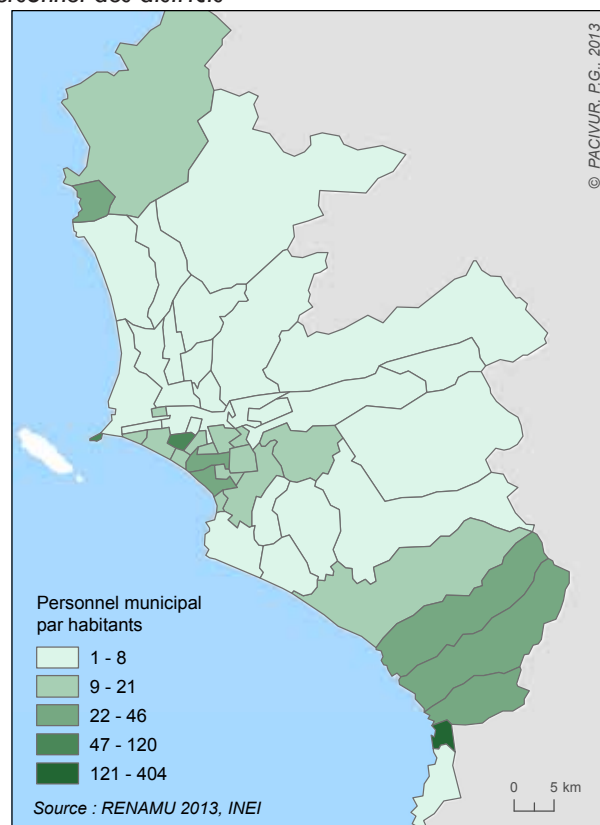 © PACIVUR, P.G., 2013
Personnel municipal
par habitants
1 - 8
9 - 21
22 - 46
47 - 120
121 - 404
0 5 km
Source : RENAMU 2013, INEI